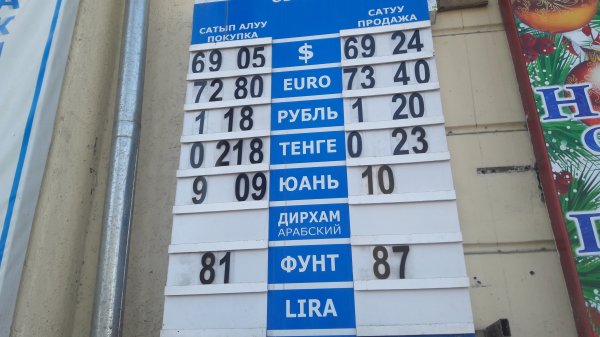 САТЫП АЛУУ
ПОКУПКА
САТУУ
ПРОДАЖА
69 05 $ 69 24
72 80 EURO 73 40
1 18 РУБЛЬ 1 20
0 218 ТЕНГЕ 0 23
9 09 ЮАНЬ 10
ДИРХАМ
АРАБСКИЙ
81 ФУНТ 87
LIRA